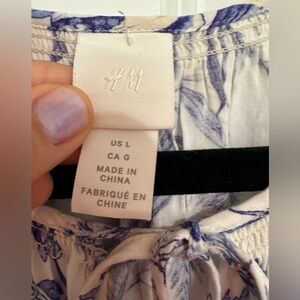 H&M
US L
CA G
MADE IN
CHINA
FABRIQUÉ EN
CHINE